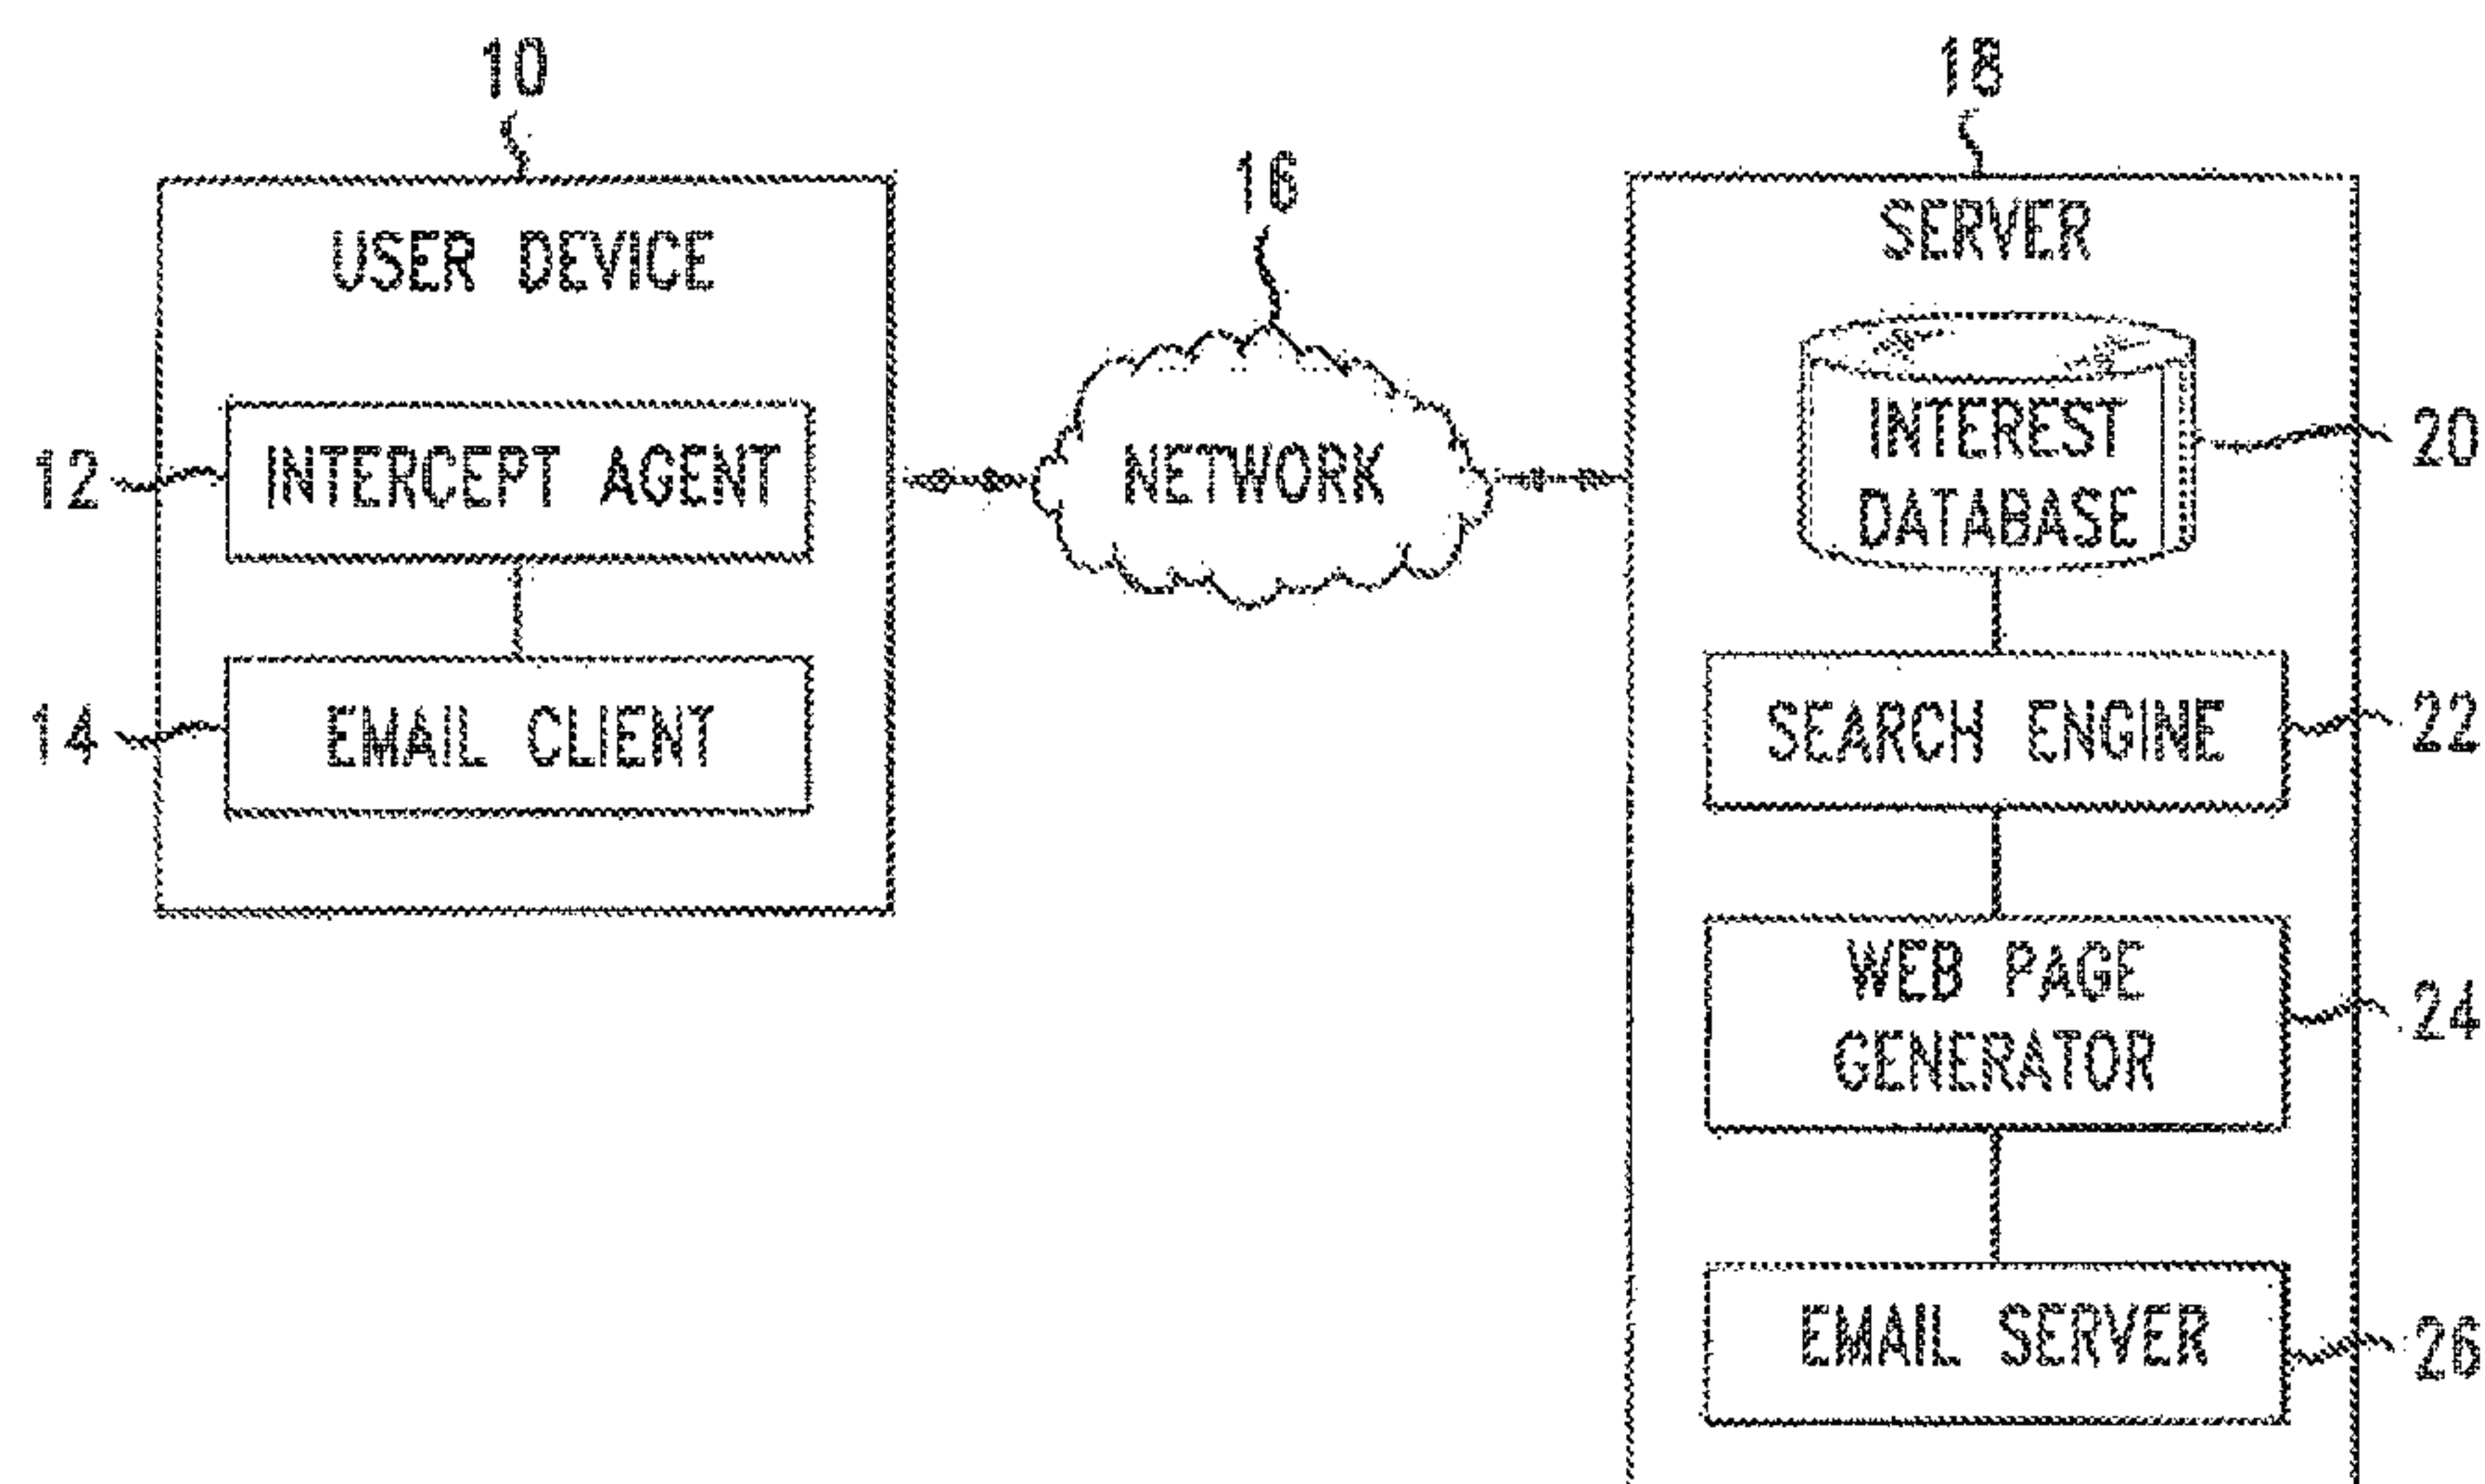 10
USER DEVICE
12
INTERCEPT AGENT
14
EMAIL CLIENT
16
NETWORK
18
SERVER
INTEREST
DATABASE
20
SEARCH ENGINE
22
WEB PAGE
GENERATOR
24
EMAIL SERVER
26